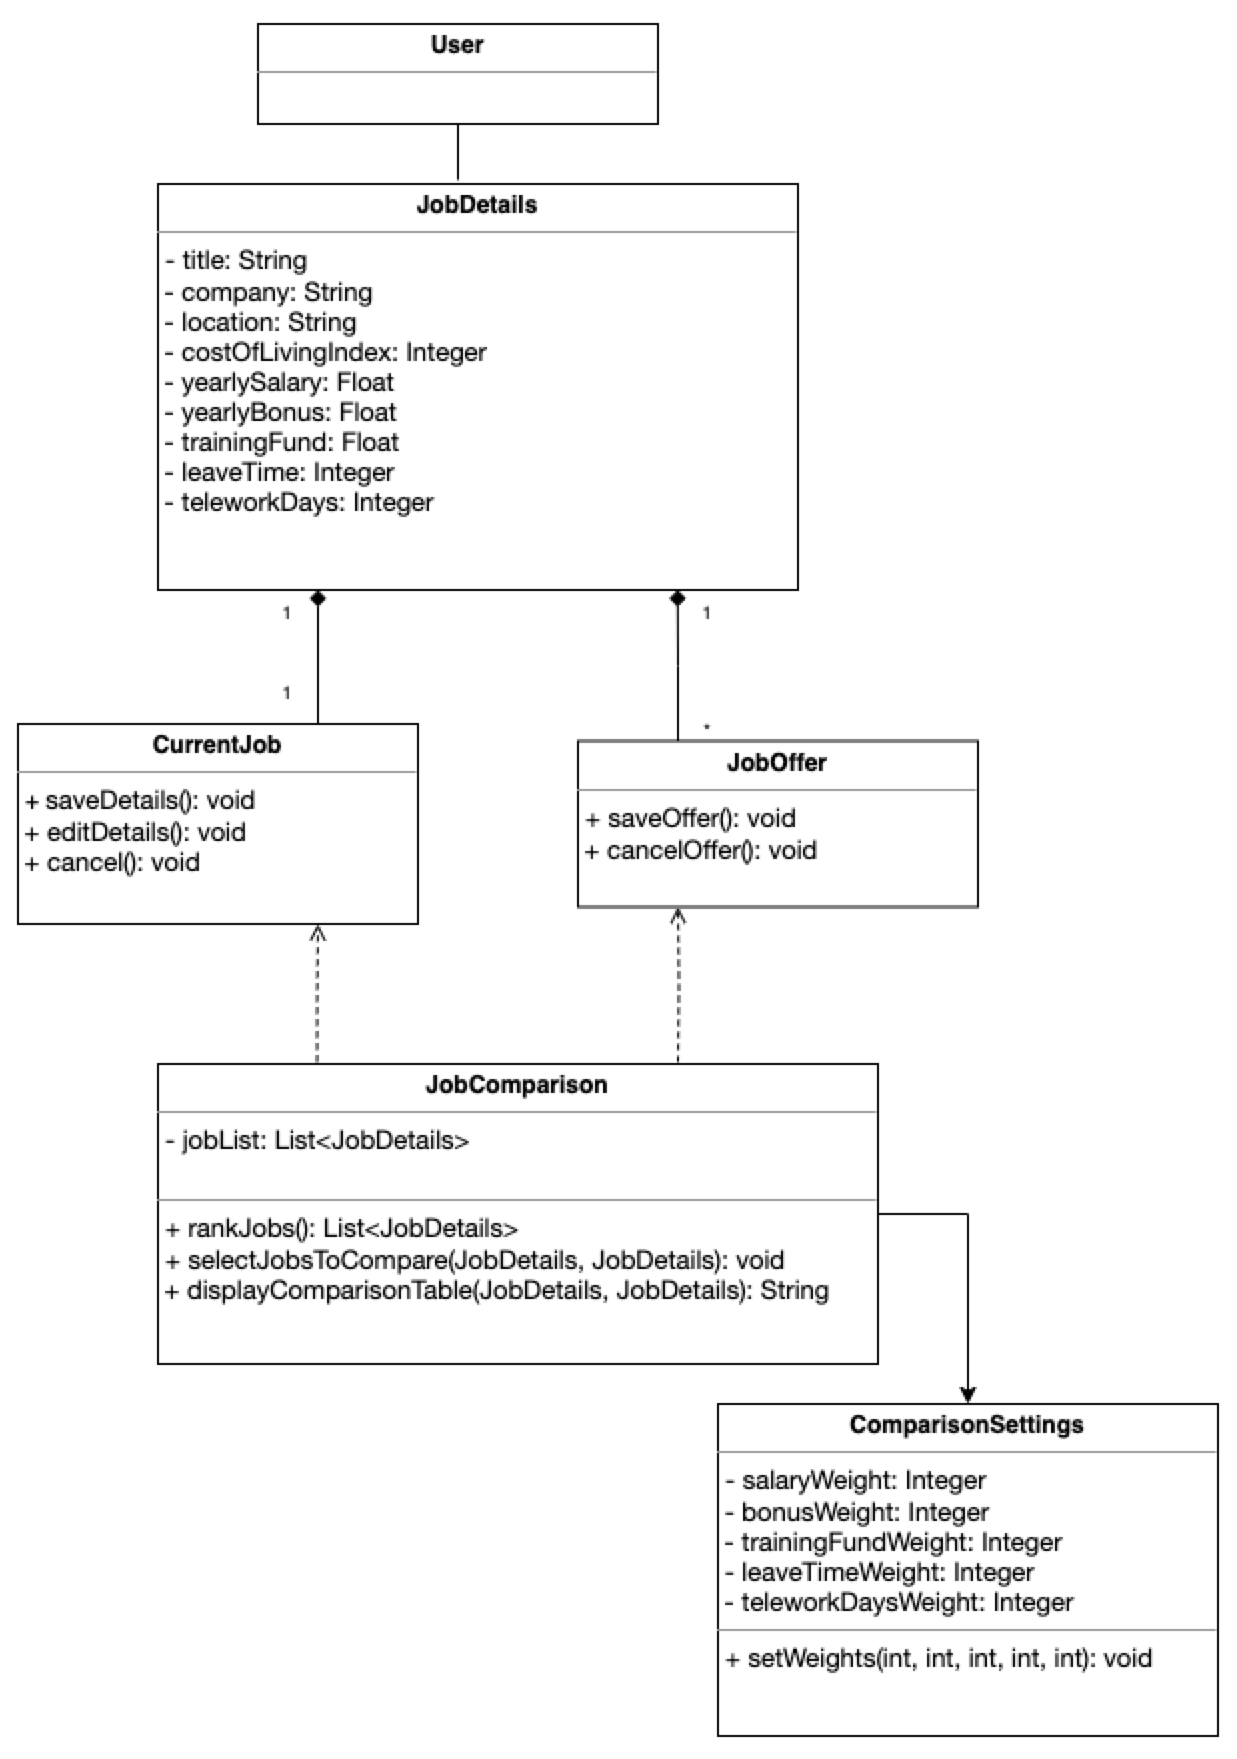 User
JobDetails
- title: String
- company: String
- location: String
- costOfLivingIndex: Integer
- yearlySalary: Float
- yearlyBonus: Float
- trainingFund: Float
- leaveTime: Integer
- teleworkDays: Integer
1
1
1
*
CurrentJob
+ saveDetails(): void
+ editDetails(): void
+ cancel(): void
JobOffer
+ saveOffer(): void
+ cancelOffer(): void
JobComparison
- jobList: List<JobDetails>
+ rankJobs(): List<JobDetails>
+ selectJobsToCompare(JobDetails, JobDetails): void
+ displayComparisonTable(JobDetails, JobDetails): String
ComparisonSettings
- salaryWeight: Integer
- bonusWeight: Integer
- trainingFundWeight: Integer
- leaveTimeWeight: Integer
- teleworkDaysWeight: Integer
+ setWeights(int, int, int, int, int): void